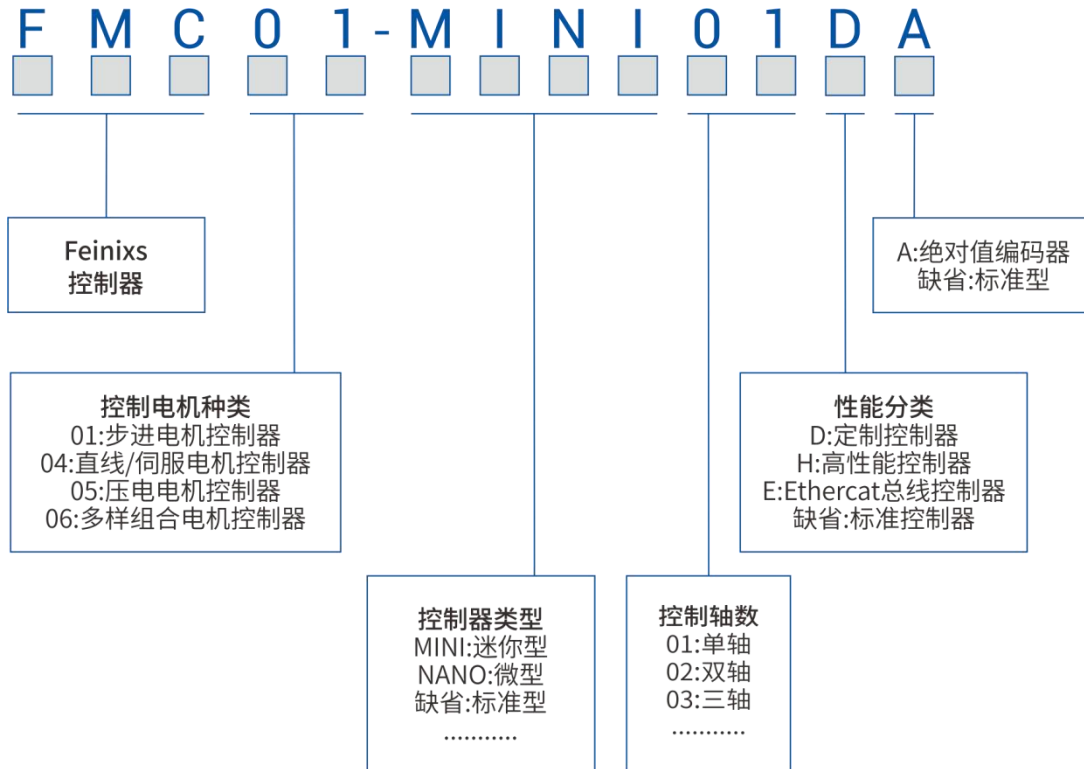 FMC01-MINI01DA
Feinixs
控制器
A:绝对值编码器
缺省:标准型
控制电机种类
01:步进电机控制器
04:直线/伺服电机控制器
05:压电电机控制器
06:多样组合电机控制器
性能分类
D:定制控制器
H:高性能控制器
E:Ethercat总线控制器
缺省:标准控制器
控制器类型
MINI:迷你型
NANO:微型
缺省:标准型
...........
控制轴数
01:单轴
02:双轴
03:三轴
...........